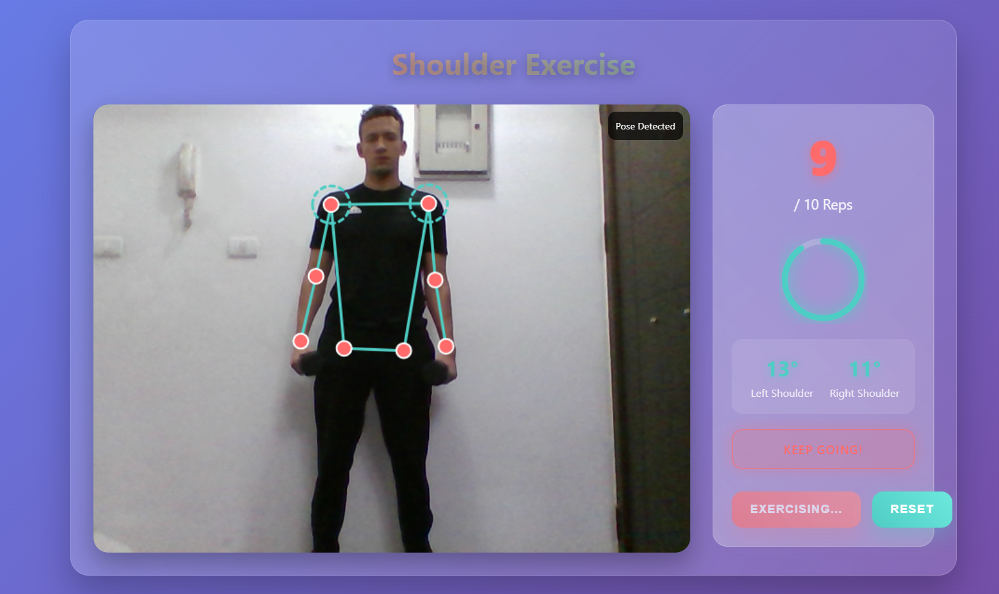 Shoulder Exercise
Pose Detected
9
/ 10 Reps
13° 11°
Left Shoulder Right Shoulder
KEEP GOING!
EXERCISING... RESET